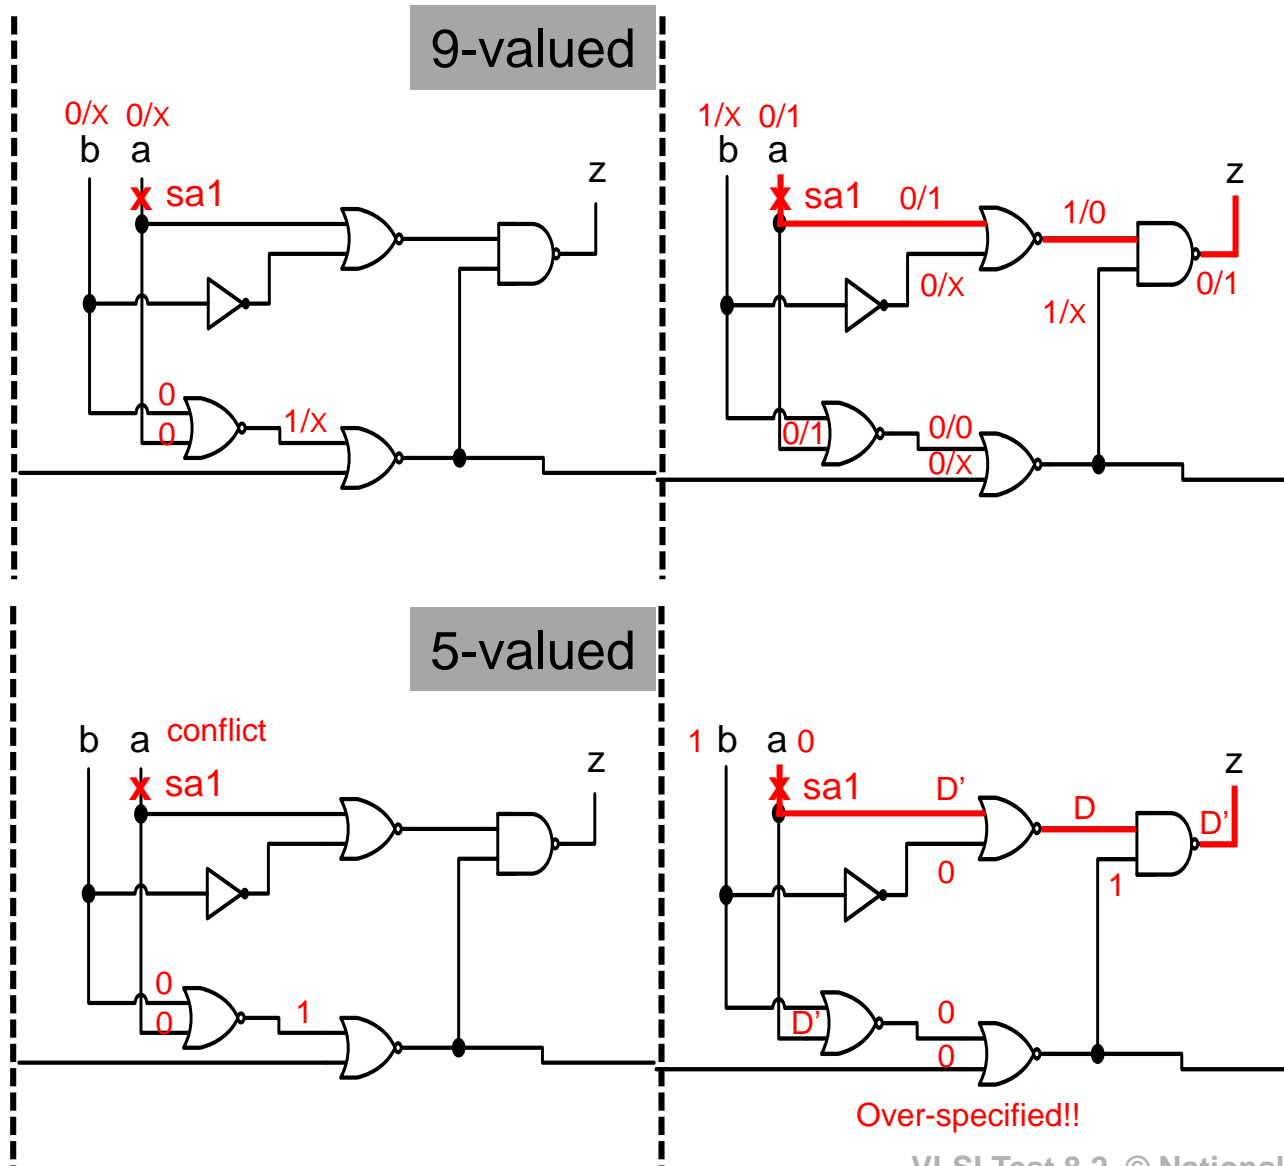 9-valued
0/X 0/X
b a
sa1
z
0
0
1/X
1/X 0/1
b a
sa1
0/1
1/0
z
0/X
0/1
1/X
0/1
0/0
0/X
5-valued
b a conflict
sa1
z
0
0
1
1 b a 0
sa1
D'
D
z
D'
0
1
D'
0
0
Over-specified!!